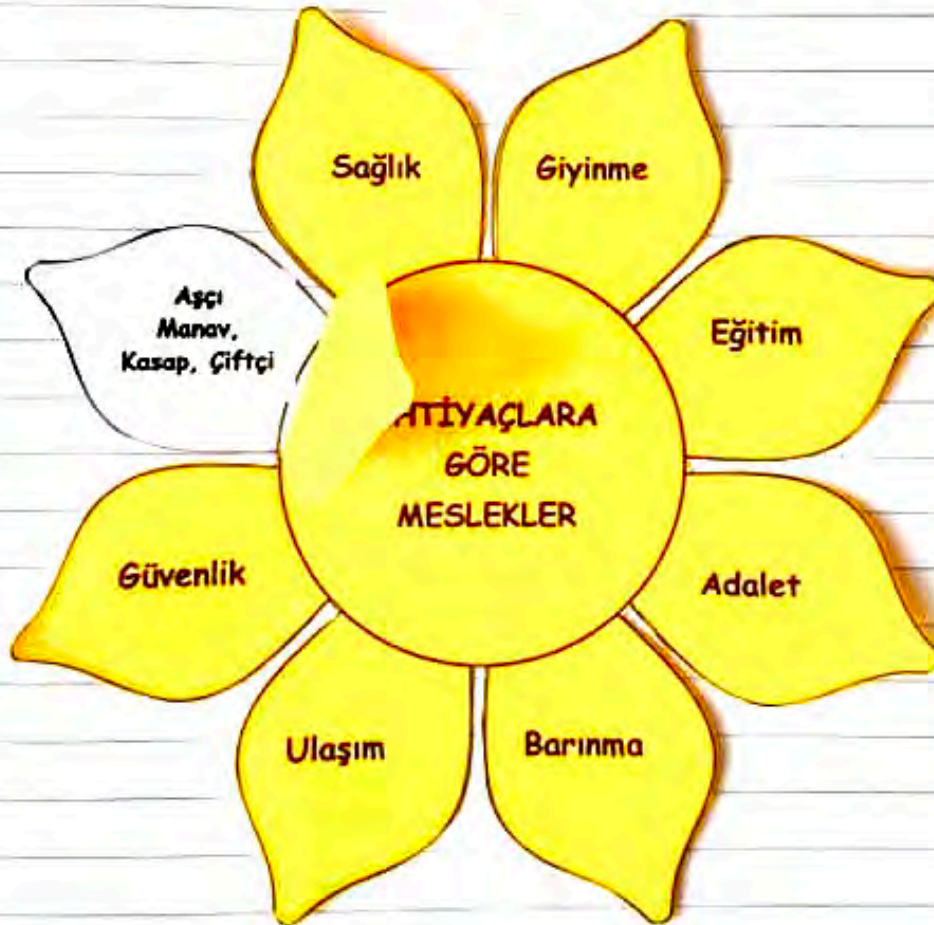 Sağlık
Giyinme
Eğitim
Adalet
Barınma
Ulaşım
Güvenlik
Aşçı
Manav,
Kasap, Çiftçi
HTİYAÇLARA
GÖRE
MESLEKLER